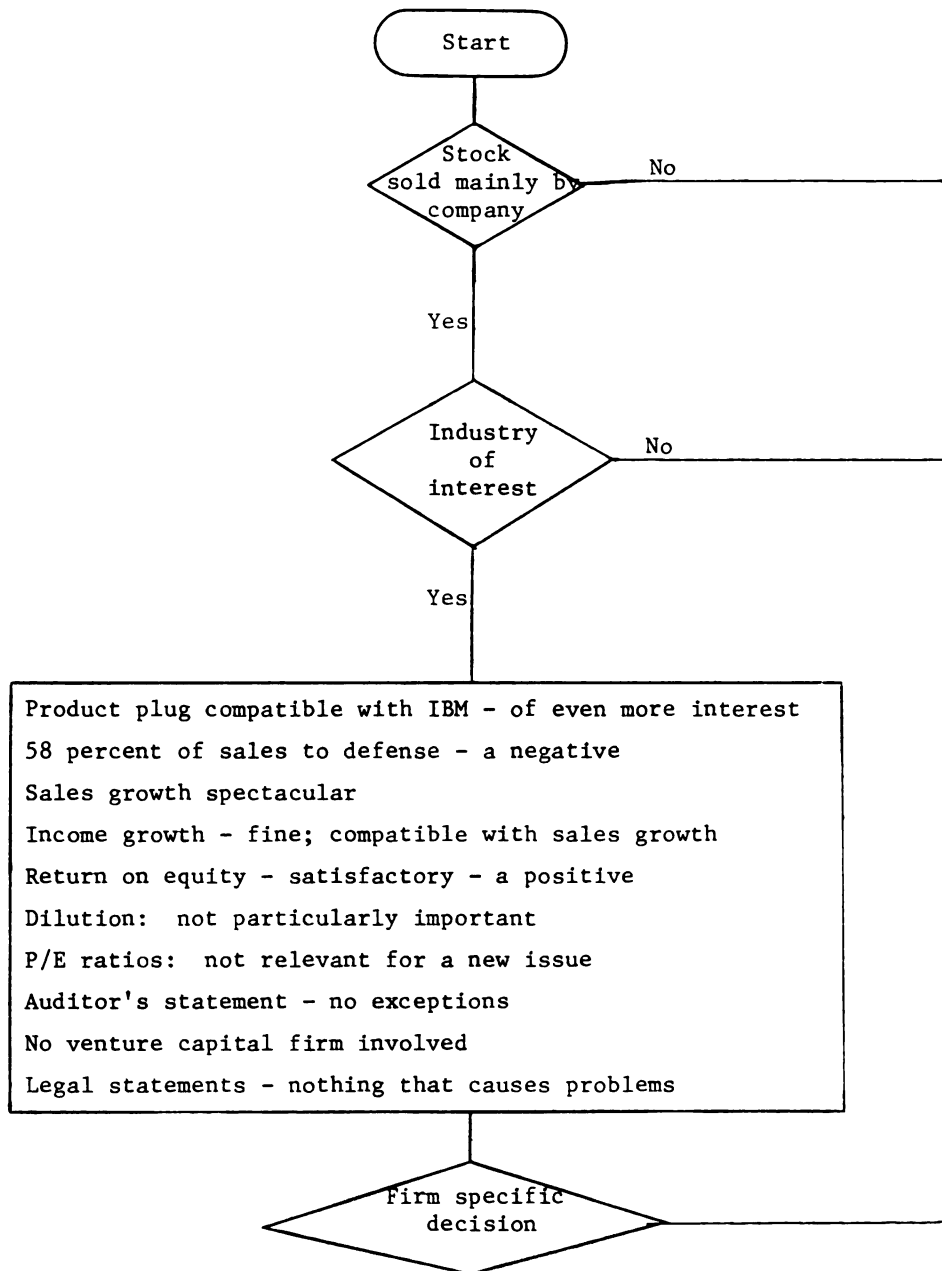 Start
Stock
sold mainly by
company
No
Yes
Industry
of
interest
No
Yes
Product plug compatible with IBM - of even more interest
58 percent of sales to defense - a negative
Sales growth spectacular
Income growth - fine; compatible with sales growth
Return on equity - satisfactory - a positive
Dilution: not particularly important
P/E ratios: not relevant for a new issue
Auditor's statement - no exceptions
No venture capital firm involved
Legal statements - nothing that causes problems
Firm specific
decision